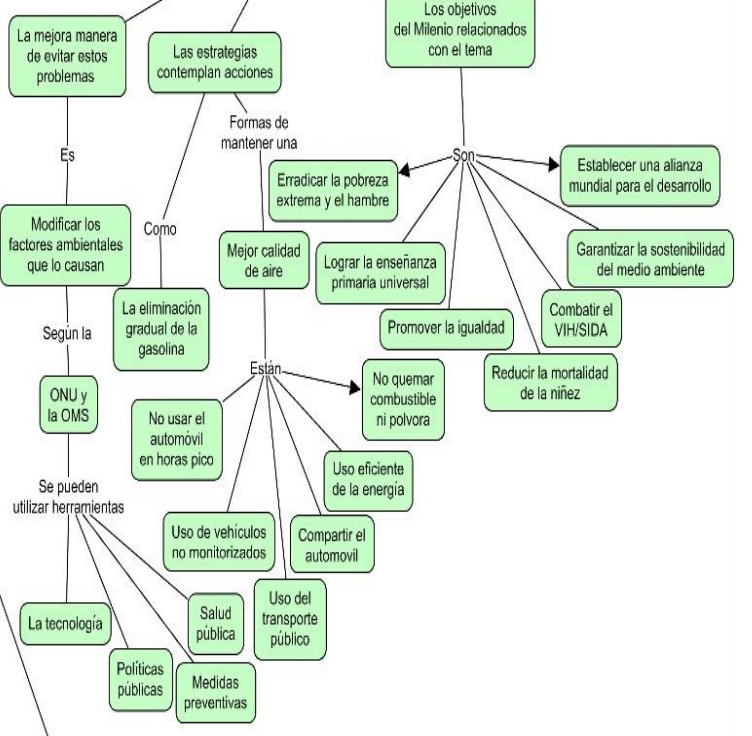 La mejora manera
de evitar estos
problemas
Es
Modificar los
factores ambientales
que lo causan
Según la
ONU y
la OMS
Se pueden
utilizar herramientas
La tecnología
Políticas
públicas
Medidas
preventivas
Salud
pública
Las estrategias
contemplan acciones
Como
La eliminación
gradual de la
gasolina
Formas de
mantener una
Mejor calidad
de aire
Están
No usar el
automóvil
en horas pico
Uso de vehículos
no monitorizados
Uso del
transporte
público
Compartir el
automovil
Uso eficiente
de la energía
No quemar
combustible
ni polvora
Los objetivos
del Milenio relacionados
con el tema
Son
Erradicar la pobreza
extrema y el hambre
Lograr la enseñanza
primaria universal
Promover la igualdad
Reducir la mortalidad
de la niñez
Combatir el
VIH/SIDA
Garantizar la sostenibilidad
del medio ambiente
Establecer una alianza
mundial para el desarrollo